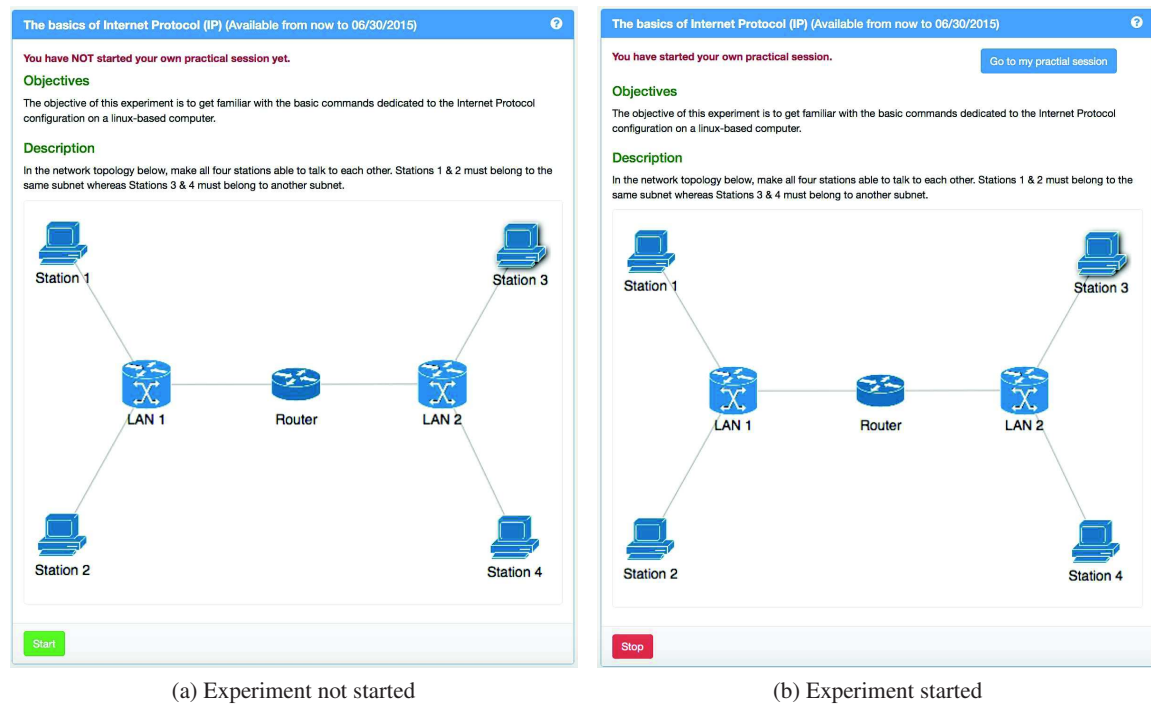 The basics of Internet Protocol (IP) (Available from now to 06/30/2015)
You have NOT started your own practical session yet.
Objectives
The objective of this experiment is to get familiar with the basic commands dedicated to the Internet Protocol
configuration on a linux-based computer.
Description
In the network topology below, make all four stations able to talk to each other. Stations 1 & 2 must belong to the
same subnet whereas Stations 3 & 4 must belong to another subnet.
Station 1
Station 3
LAN 1
Router
LAN 2
Station 2
Station 4
Start
(a) Experiment not started
The basics of Internet Protocol (IP) (Available from now to 06/30/2015)
You have started your own practical session.
Go to my practial session
Objectives
The objective of this experiment is to get familiar with the basic commands dedicated to the Internet Protocol
configuration on a linux-based computer.
Description
In the network topology below, make all four stations able to talk to each other. Stations 1 & 2 must belong to the
same subnet whereas Stations 3 & 4 must belong to another subnet.
Station 1
Station 3
LAN 1
Router
LAN 2
Station 2
Station 4
Stop
(b) Experiment started